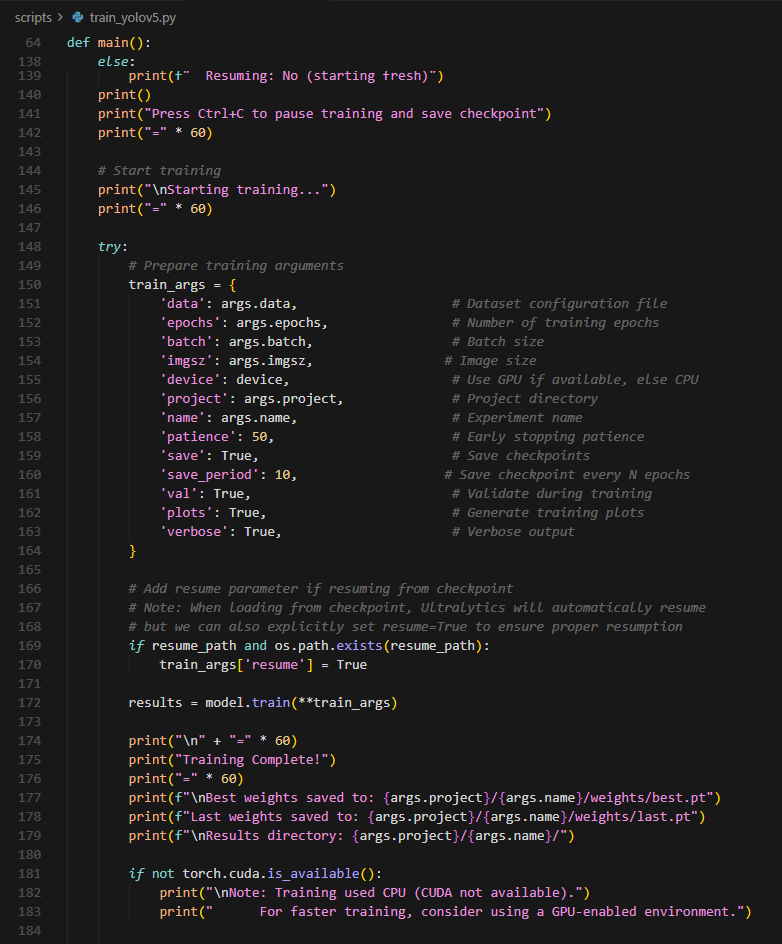 scripts > train_yolov5.py
64 def main():
138 else:
139 print(f"  Resuming: No (starting fresh)")
140 print()
141 print("Press Ctrl+C to pause training and save checkpoint")
142 print("=" * 60)
143
144 # Start training
145 print("\nStarting training...")
146 print("=" * 60)
147
148 try:
149 # Prepare training arguments
150 train_args = {
151 'data': args.data, # Dataset configuration file
152 'epochs': args.epochs, # Number of training epochs
153 'batch': args.batch, # Batch size
154 'imgsz': args.imgsz, # Image size
155 'device': device, # Use GPU if available, else CPU
156 'project': args.project, # Project directory
157 'name': args.name, # Experiment name
158 'patience': 50, # Early stopping patience
159 'save': True, # Save checkpoints
160 'save_period': 10, # Save checkpoint every N epochs
161 'val': True, # Validate during training
162 'plots': True, # Generate training plots
163 'verbose': True, # Verbose output
164 }
165
166 # Add resume parameter if resuming from checkpoint
167 # Note: When loading from checkpoint, Ultralytics will automatically resume
168 # but we can also explicitly set resume=True to ensure proper resumption
169 if resume_path and os.path.exists(resume_path):
170 train_args['resume'] = True
171
172 results = model.train(**train_args)
173
174 print("\n" + "=" * 60)
175 print("Training Complete!")
176 print("=" * 60)
177 print(f"\nBest weights saved to: {args.project}/{args.name}/weights/best.pt")
178 print(f"Last weights saved to: {args.project}/{args.name}/weights/last.pt")
179 print(f"\nResults directory: {args.project}/{args.name}/")
180
181 if not torch.cuda.is_available():
182 print("\nNote: Training used CPU (CUDA not available).")
183 print("      For faster training, consider using a GPU-enabled environment.")
184